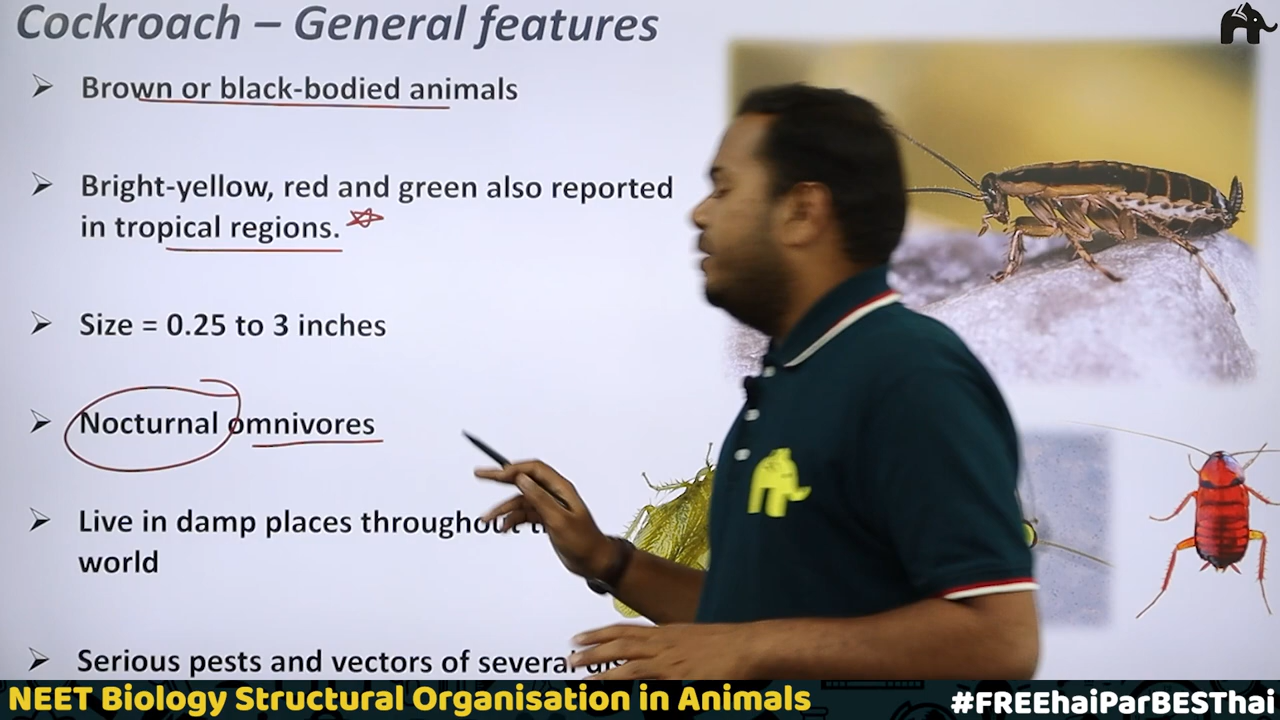 Cockroach – General features
➢ Brown or black-bodied animals
➢ Bright-yellow, red and green also reported
in tropical regions.
➢ Size = 0.25 to 3 inches
➢ Nocturnal omnivores
➢ Live in damp places throughout
world
➢ Serious pests and vectors of several
NEET Biology Structural Organisation in Animals
#FREEhaiParBESThai